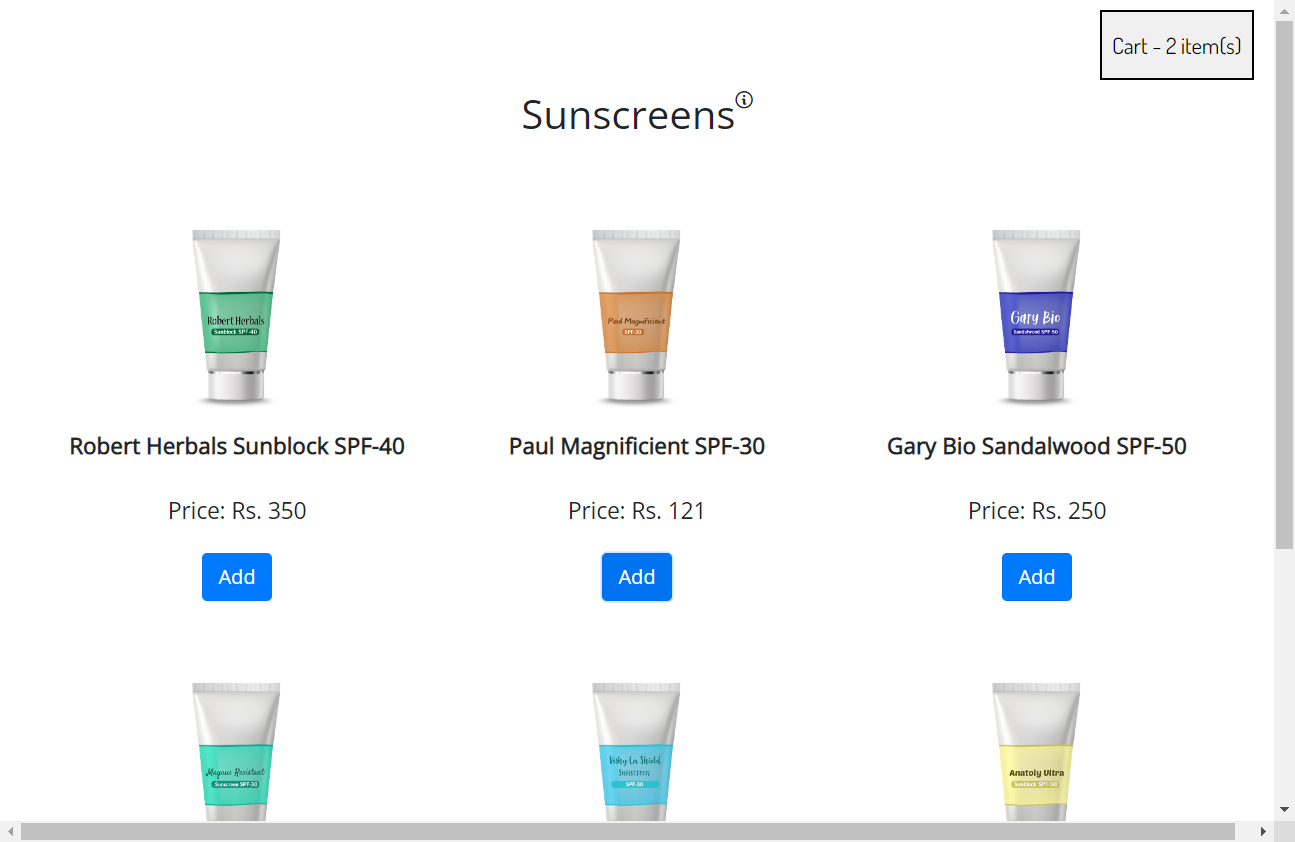 Cart - 2 item(s)
Sunscreens
Robert Herbals
Sunblock SPF-40
Paul Magnificient
SPF-30
Gary Bio
Sandalwood SPF-50
Robert Herbals Sunblock SPF-40
Paul Magnificient SPF-30
Gary Bio Sandalwood SPF-50
Price: Rs. 350
Price: Rs. 121
Price: Rs. 250
Add
Add
Add
Magnus Resistant
Sunscreen SPF-30
Vishy La Shield
Sunscreen
SPF-30
Anatoly Ultra
Sunblock SPF-50